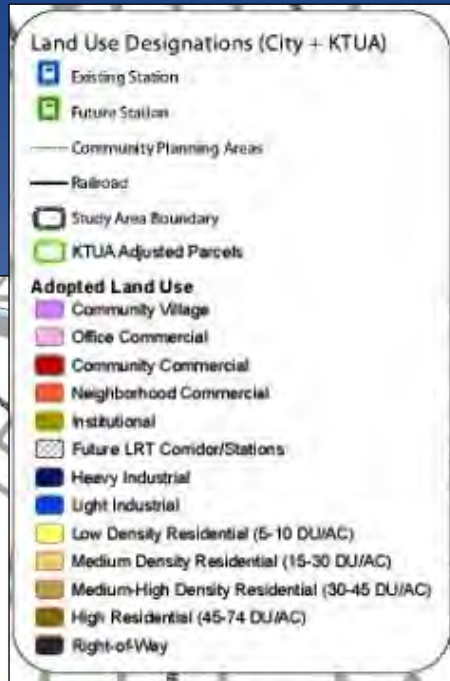 Land Use Designations (City + KTUA)
Existing Station
Future Station
Community Planning Areas
Railroad
Study Area Boundary
KTUA Adjusted Parcels
Adopted Land Use
Community Village
Office Commercial
Community Commercial
Neighborhood Commercial
Institutional
Future LRT Corridor/Stations
Heavy Industrial
Light Industrial
Low Density Residential (5-10 DU/AC)
Medium Density Residential (15-30 DU/AC)
Medium-High Density Residential (30-45 DU/AC)
High Residential (45-74 DU/AC)
Right-of-Way